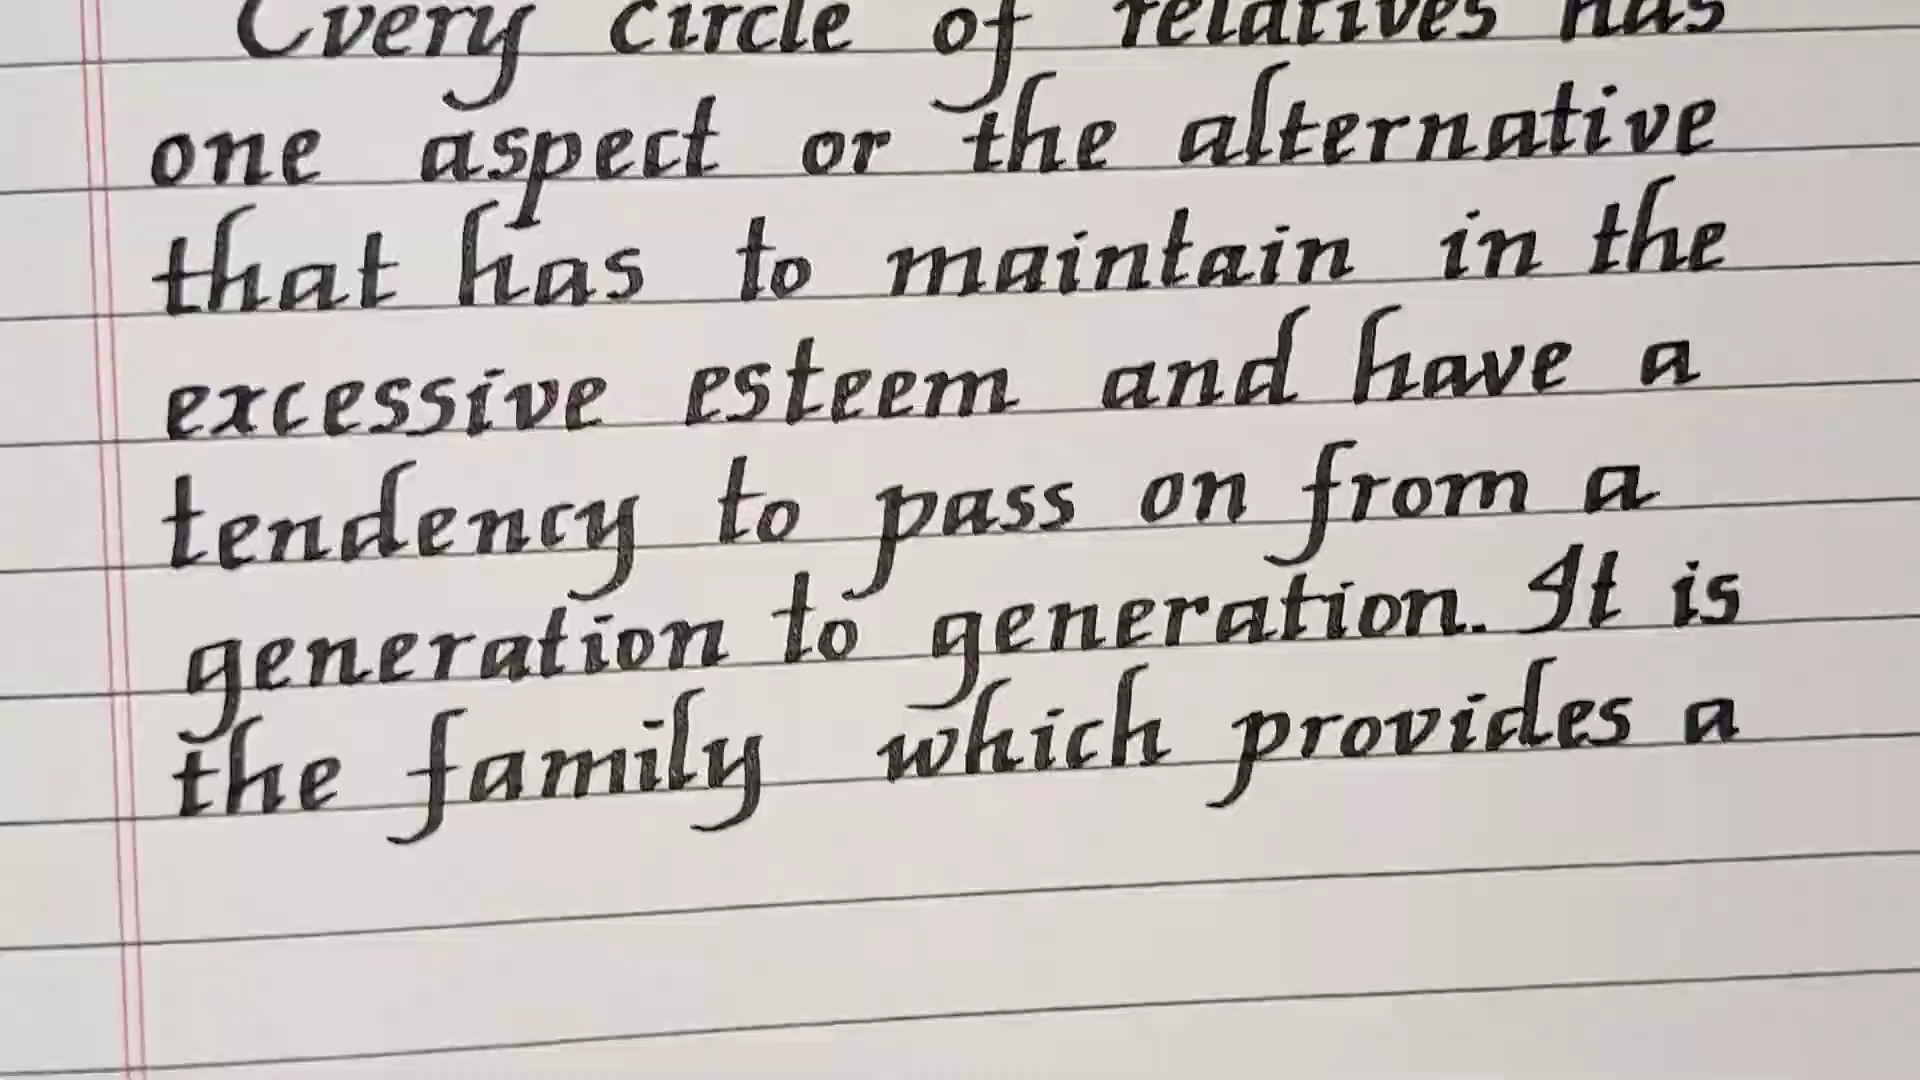 Every circle of relatives has
one aspect or the alternative
that has to maintain in the
excessive esteem and have a
tendency to pass on from a
generation to generation. It is
the family which provides a